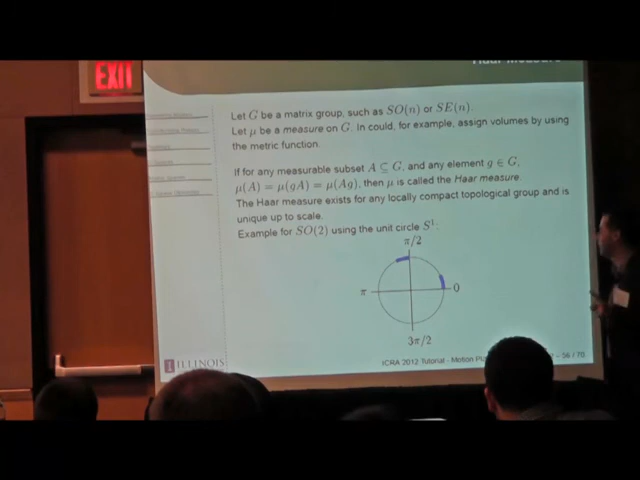 EXIT
Haar Measure
Let G be a matrix group, such as SO(n) or SE(n).
Let μ be a measure on G. In could, for example, assign volumes by using
the metric function.
If for any measurable subset A ⊆ G, and any element g ∈ G,
μ(A) = μ(gA) = μ(Ag), then μ is called the Haar measure.
The Haar measure exists for any locally compact topological group and is
unique up to scale.
Example for SO(2) using the unit circle S¹:
π/2
π
0
3π/2
ILLINOIS
ICRA 2012 Tutorial - Motion
56 / 70